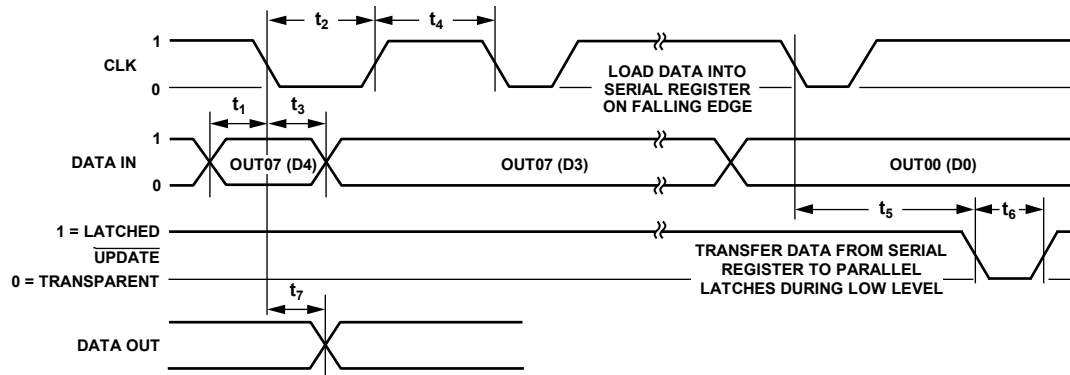 t2
t4
1
CLK
0
LOAD DATA INTO
SERIAL REGISTER
ON FALLING EDGE
t1
t3
1
DATA IN
0
OUT07 (D4)
OUT07 (D3)
OUT00 (D0)
t5
t6
1 = LATCHED
UPDATE
0 = TRANSPARENT
TRANSFER DATA FROM SERIAL
REGISTER TO PARALLEL
LATCHES DURING LOW LEVEL
t7
DATA OUT